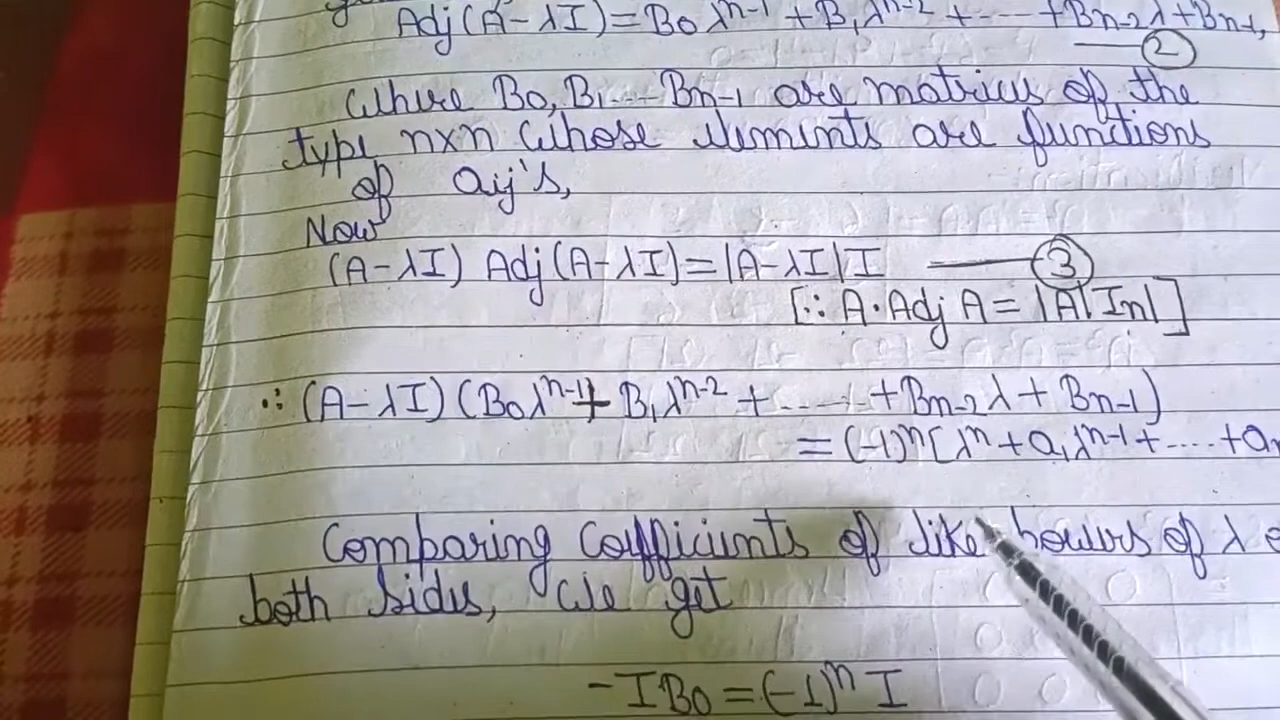 Adj(A-λI)=B₀λⁿ⁻¹+B₁λⁿ⁻²+-----+Bn-2λ+Bn-1,
②
Where B₀, B₁---- Bn-1 are matrices of the
type n×n Whose elements are functions
of aij's,
Now
(A-λI) Adj(A-λI)=|A-λI|I ——— ③
[∵ A·Adj A = |A|In|]
∴ (A-λI)(B₀λⁿ⁻¹+B₁λⁿ⁻²+------+Bn-2λ+Bn-1)
=(-1)ⁿ[λⁿ+a₁λⁿ⁻¹+.....+a
Comparing Coefficients of like powers of λ
both sides, we get
-IB₀=(-1)ⁿ I